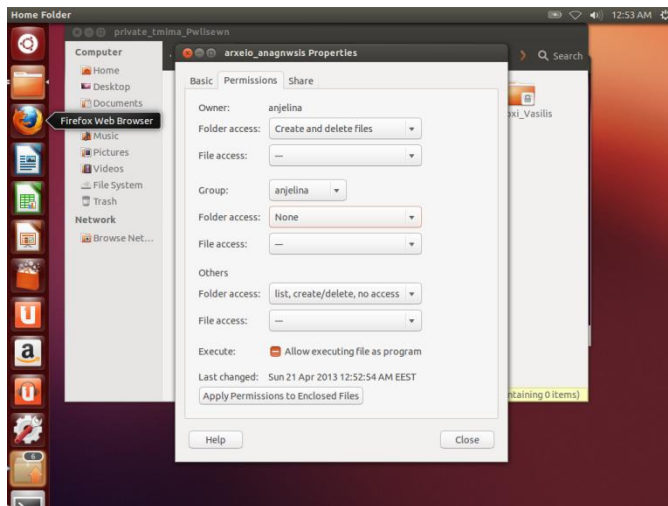 Home Folder
12:53 AM
private_tmima_Pwlisewn
arxeio_anagnwsis Properties
Search
Computer
Home
Desktop
Documents
Firefox Web Browser
Music
Pictures
Videos
File System
Trash
Network
Browse Net...
Basic Permissions Share
Owner: anjelina
Folder access: Create and delete files
File access: —
Group: anjelina
Folder access: None
File access: —
Others
Folder access: list, create/delete, no access
File access: —
Execute: Allow executing file as program
Last changed: Sun 21 Apr 2013 12:52:54 AM EEST
Apply Permissions to Enclosed Files
Help Close
oxi_Vasilis
ntaining 0 items)
a
6